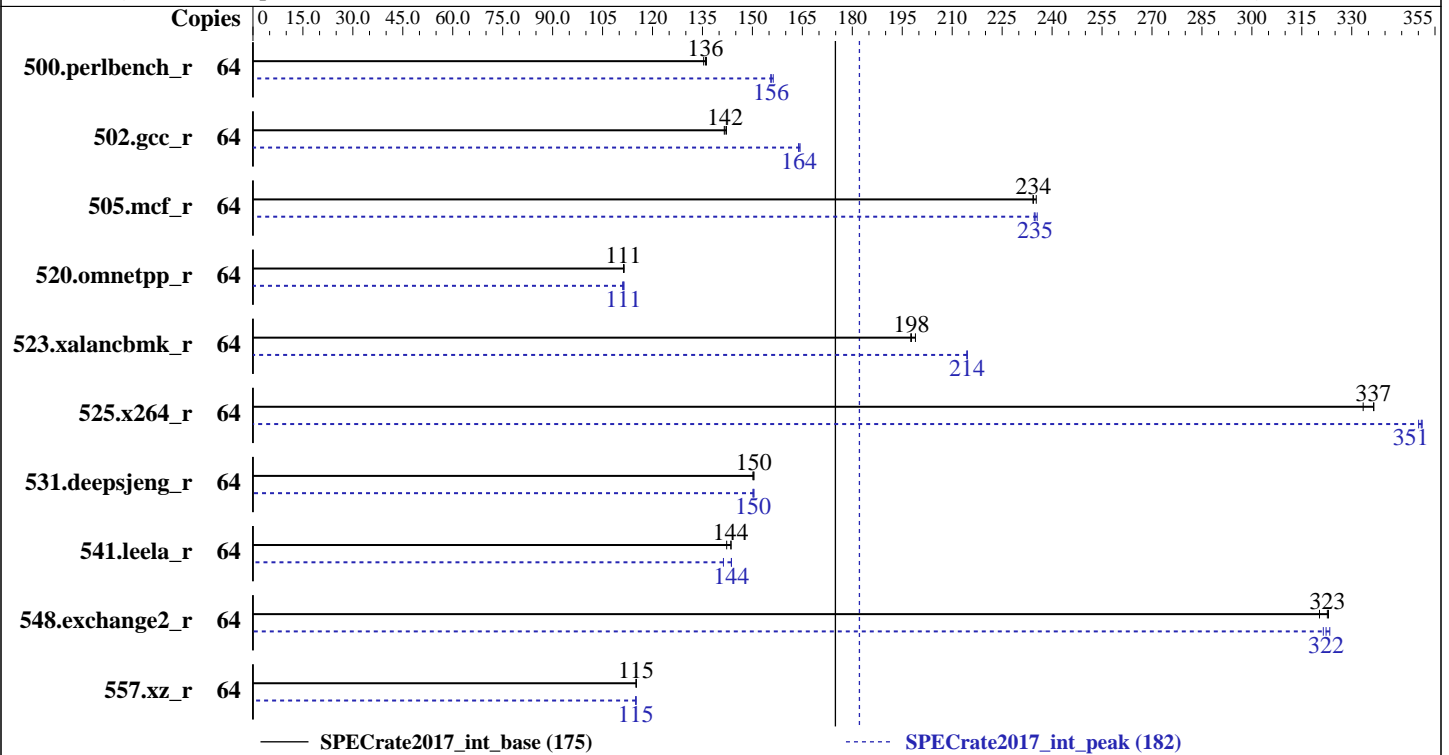 Copies 0 15.0 30.0 45.0 60.0 75.0 90.0 105 120 135 150 165 180 195 210 225 240 255 270 285 300 315 330 355
136
500.perlbench_r 64
156
142
502.gcc_r 64
164
234
505.mcf_r 64
235
111
520.omnetpp_r 64
111
198
523.xalancbmk_r 64
214
337
525.x264_r 64
351
150
531.deepsjeng_r 64
150
144
541.leela_r 64
144
323
548.exchange2_r 64
322
115
557.xz_r 64
115
SPECrate2017_int_base (175) SPECrate2017_int_peak (182)